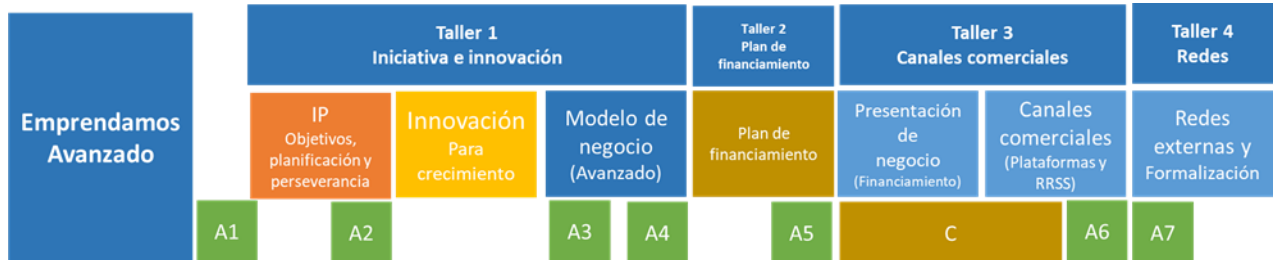 Emprendamos
Avanzado
Taller 1
Iniciativa e innovación
Taller 2
Plan de
financiamiento
Taller 3
Canales comerciales
Taller 4
Redes
IP
Objetivos,
planificación y
perseverancia
Innovación
Para
crecimiento
Modelo de
negocio
(Avanzado)
Plan de
financiamiento
Presentación
de
negocio
(Financiamiento)
Canales
comerciales
(Plataformas y
RRSS)
Redes
externas y
Formalización
A1
A2
A3
A4
A5
C
A6
A7